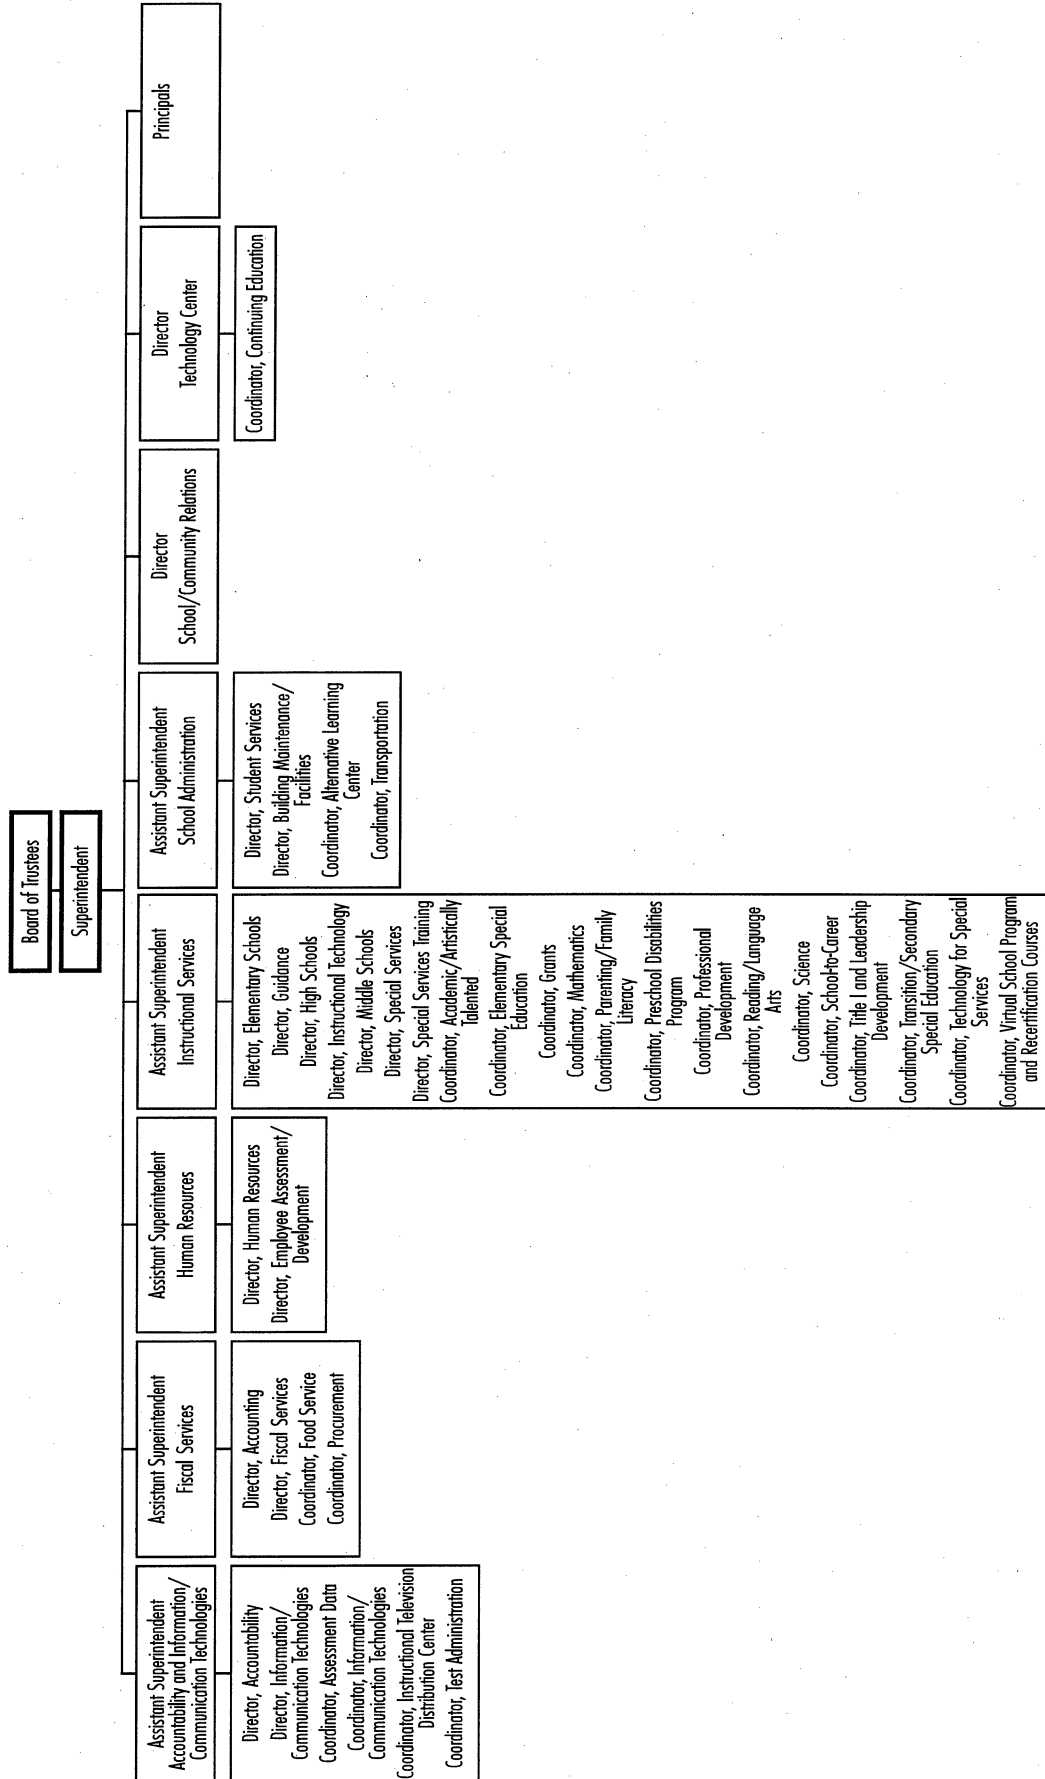 Board of Trustees
Superintendent
Assistant Superintendent
Accountability and Information/
Communication Technologies
Director, Accountability
Director, Information/
Communication Technologies
Coordinator, Assessment Data
Coordinator, Information/
Communication Technologies
Coordinator, Instructional Television
Distribution Center
Coordinator, Test Administration
Assistant Superintendent
Fiscal Services
Director, Accounting
Director, Fiscal Services
Coordinator, Food Service
Coordinator, Procurement
Assistant Superintendent
Human Resources
Director, Human Resources
Director, Employee Assessment/
Development
Assistant Superintendent
Instructional Services
Director, Elementary Schools
Director, Guidance
Director, High Schools
Director, Instructional Technology
Director, Middle Schools
Director, Special Services
Director, Special Services Training
Coordinator, Academic/Artistically
Talented
Coordinator, Elementary Special
Education
Coordinator, Grants
Coordinator, Mathematics
Coordinator, Parenting/Family
Literacy
Coordinator, Preschool Disabilities
Program
Coordinator, Professional
Development
Coordinator, Reading/Language
Arts
Coordinator, Science
Coordinator, School-to-Career
Coordinator, Title I and Leadership
Development
Coordinator, Transition/Secondary
Special Education
Coordinator, Technology for Special
Services
Coordinator, Virtual School Program
and Recertification Courses
Assistant Superintendent
School Administration
Director, Student Services
Director, Building Maintenance/
Facilities
Coordinator, Alternative Learning
Center
Coordinator, Transportation
Director
School/Community Relations
Director
Technology Center
Coordinator, Continuing Education
Principals